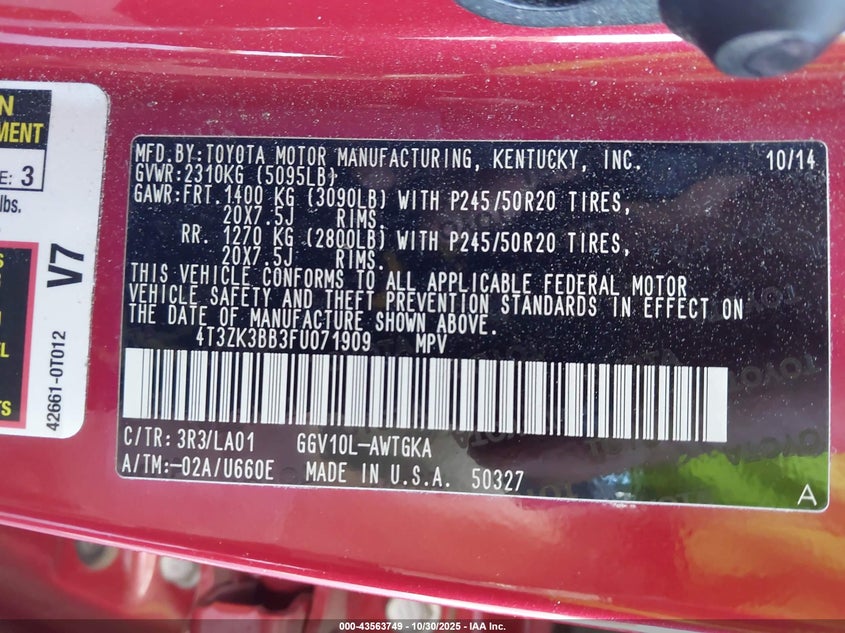 N
MENT
E: 3
lbs.
V7
42661-0T012
EL
TS
MFD.BY:TOYOTA MOTOR MANUFACTURING, KENTUCKY, INC. 10/14
GVWR:2310KG (5095LB)
GAWR:FRT.1400 KG (3090LB) WITH P245/50R20 TIRES,
20X7.5J RIMS.
RR. 1270 KG (2800LB) WITH P245/50R20 TIRES,
20X7.5J RIMS.
THIS VEHICLE CONFORMS TO ALL APPLICABLE FEDERAL MOTOR
VEHICLE SAFETY AND THEFT PREVENTION STANDARDS IN EFFECT ON
THE DATE OF MANUFACTURE SHOWN ABOVE.
4T3ZK3BB3FU071909 MPV
C/TR: 3R3/LA01 GGV10L-AWTGKA
A/TM:-02A/U660E MADE IN U.S.A. 50327
A
000-43563749 - 10/30/2025 - IAA Inc.